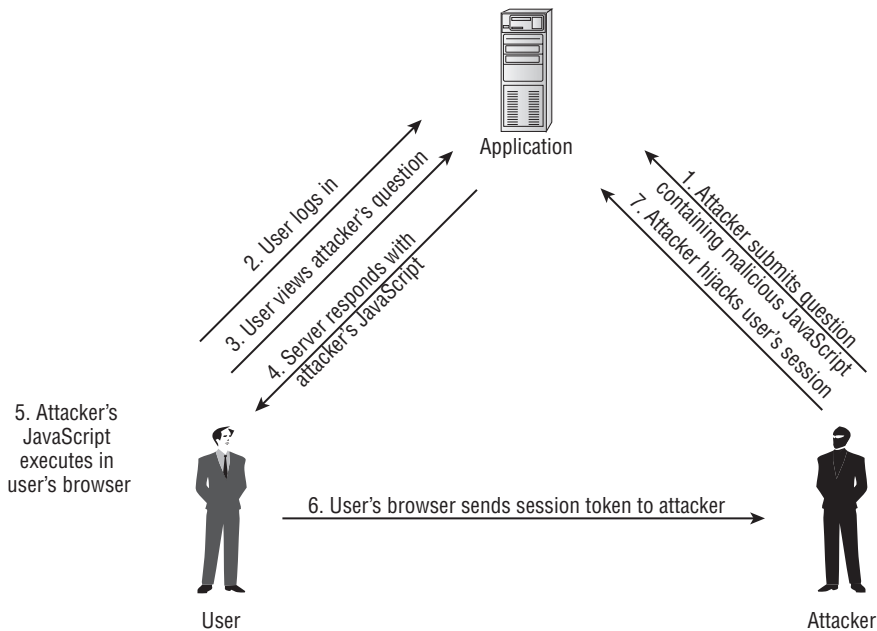 Application
2. User logs in
3. User views attacker's question
4. Server responds with
attacker's JavaScript
1. Attacker submits question
containing malicious JavaScript
7. Attacker hijacks user's session
5. Attacker's
JavaScript
executes in
user's browser
6. User's browser sends session token to attacker
User
Attacker